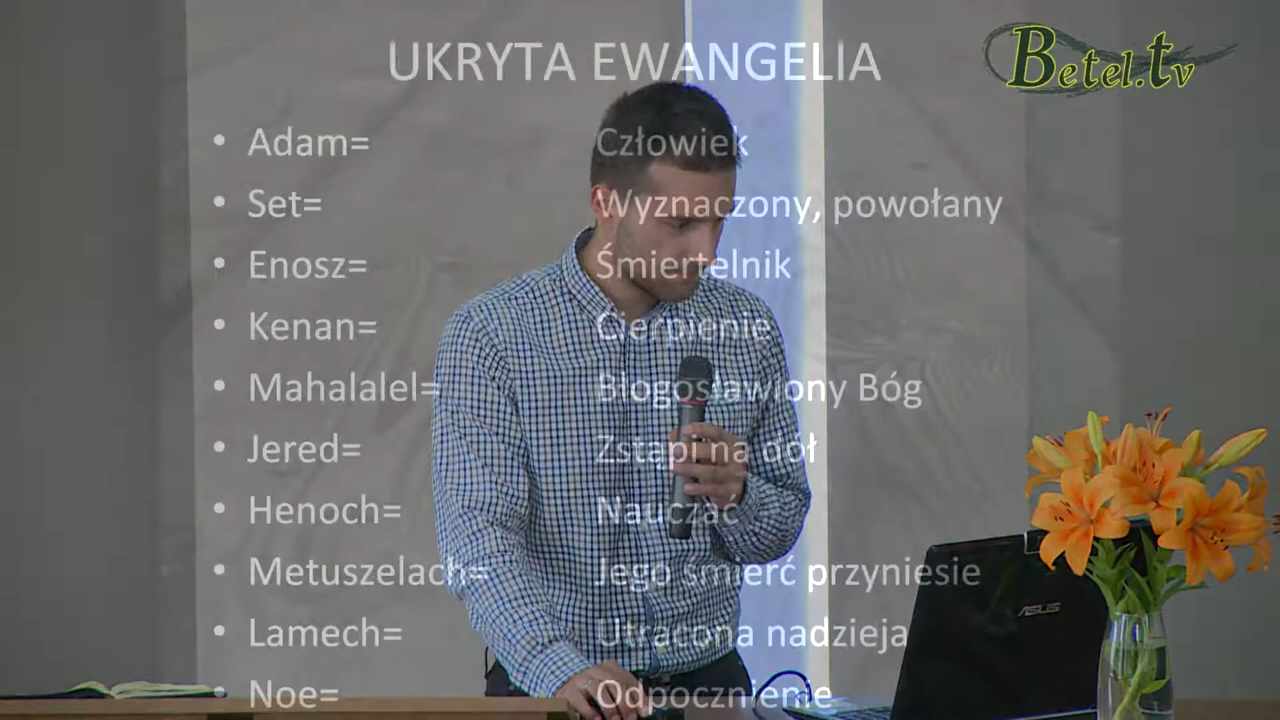 UKRYTA EWANGELIA
Betel.tv
• Adam= Człowiek
• Set= Wyznaczony, powołany
• Enosz= Śmiertelnik
• Kenan= Cierpienie
• Mahalalel= Błogosławiony Bóg
• Jered= Zstąpi na dół
• Henoch= Nauczać
• Metuszelach= Jego śmierć przyniesie
• Lamech= Utracona nadzieja
• Noe= Odpocznienie
ASUS